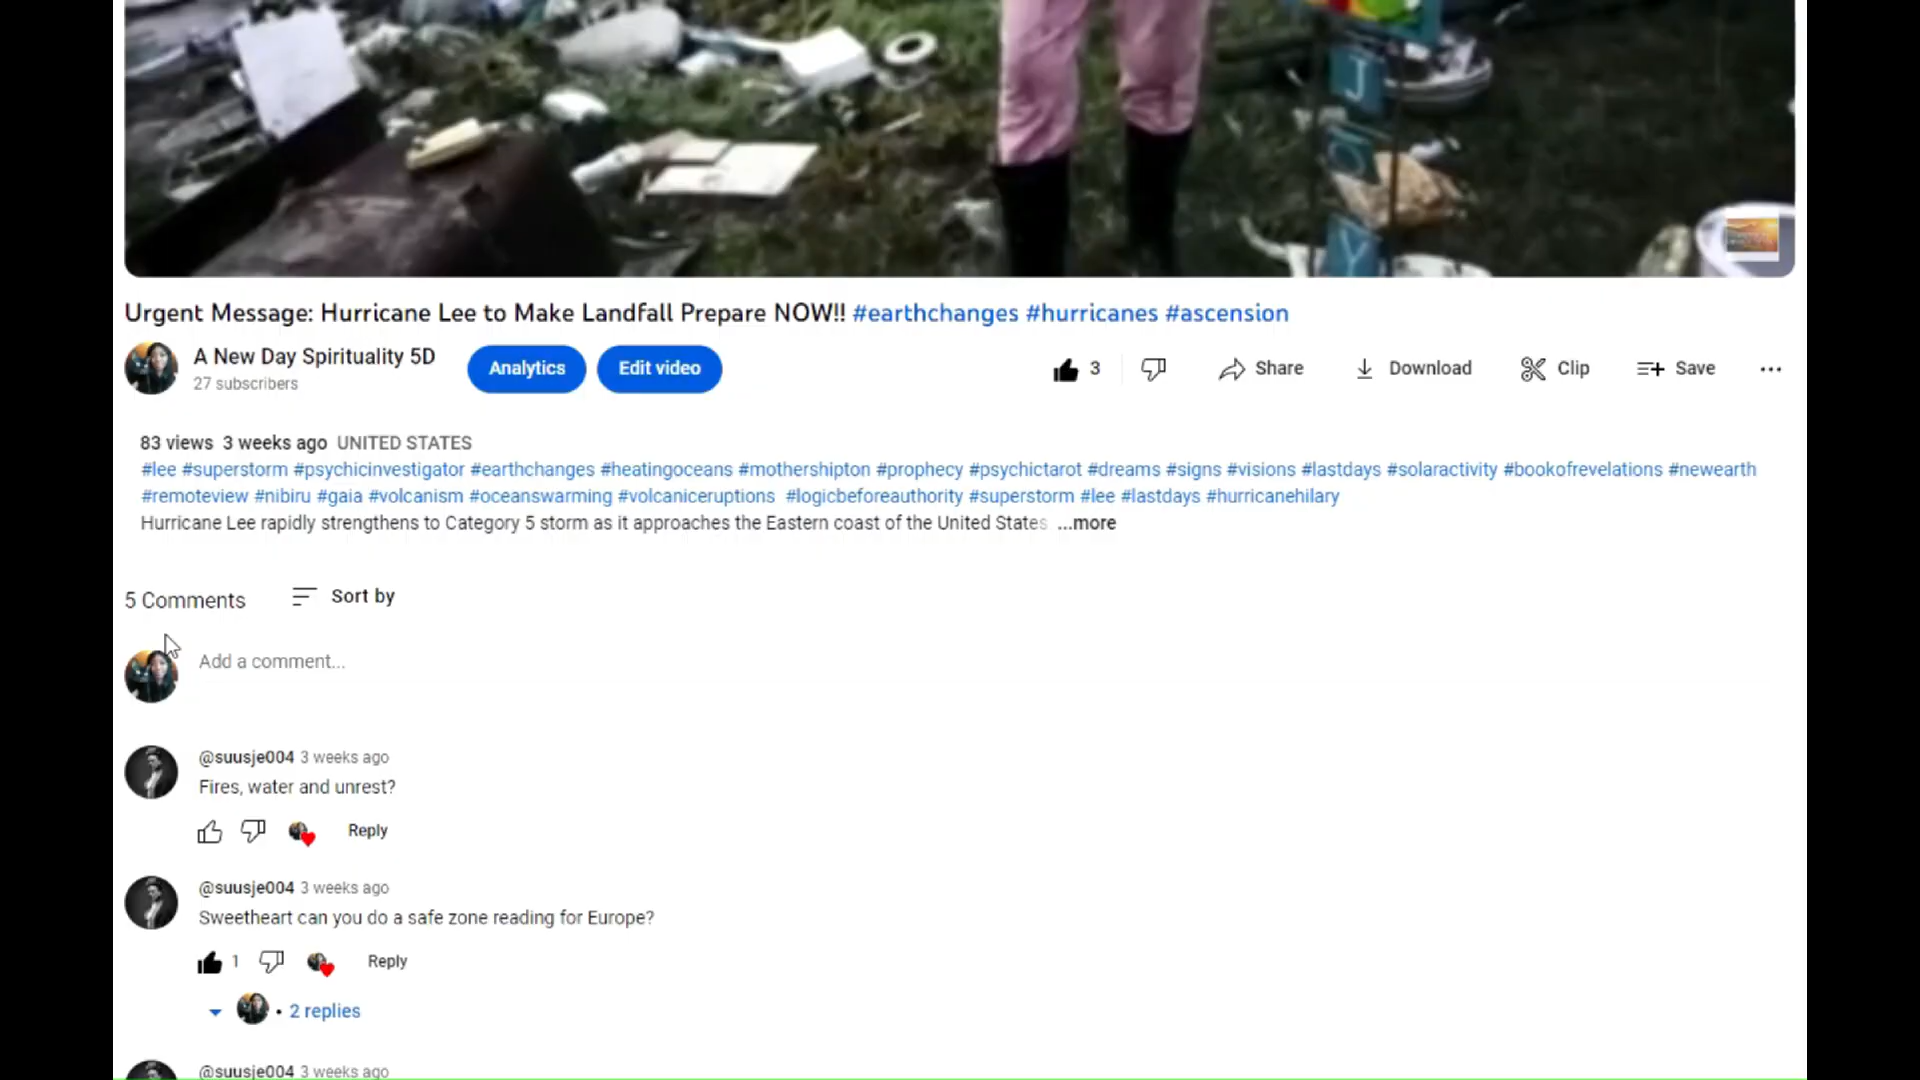 J
O
Y
Urgent Message: Hurricane Lee to Make Landfall Prepare NOW!! #earthchanges #hurricanes #ascension
A New Day Spirituality 5D
27 subscribers
Analytics
Edit video
3
Share
Download
Clip
Save
83 views 3 weeks ago UNITED STATES
#lee #superstorm #psychicinvestigator #earthchanges #heatingoceans #mothershipton #prophecy #psychictarot #dreams #signs #visions #lastdays #solaractivity #bookofrevelations #newearth
#remoteview #nibiru #gaia #volcanism #oceanswarming #volcaniceruptions #logicbeforeauthority #superstorm #lee #lastdays #hurricanehilary
Hurricane Lee rapidly strengthens to Category 5 storm as it approaches the Eastern coast of the United States ...more
5 Comments
Sort by
Add a comment...
@suusje004 3 weeks ago
Fires, water and unrest?
Reply
@suusje004 3 weeks ago
Sweetheart can you do a safe zone reading for Europe?
1
Reply
• 2 replies
@suusje004 3 weeks ago